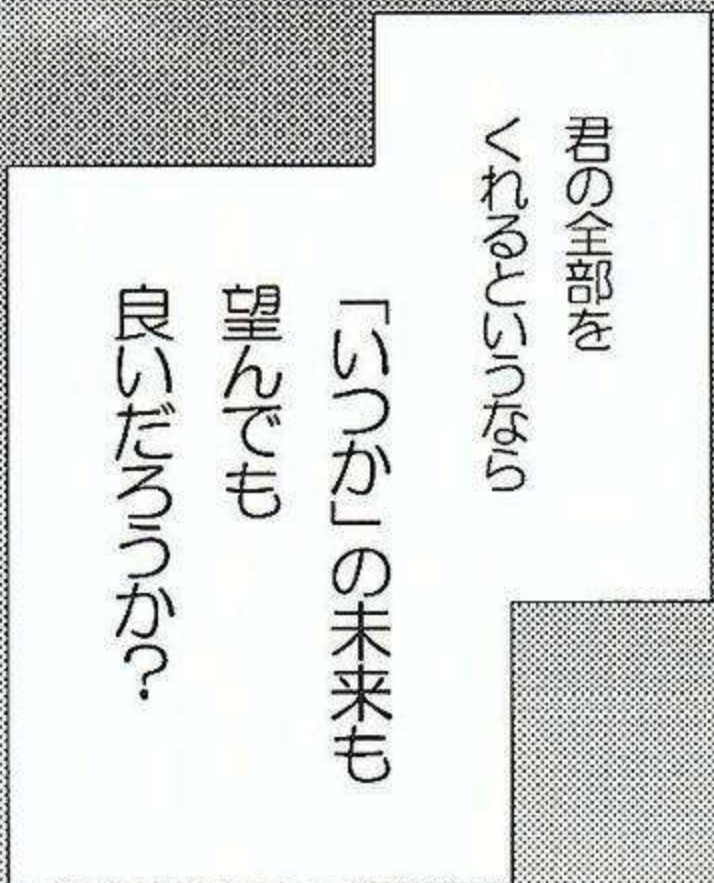 君の全部を
くれるというなら
「いつか」の未来も
望んでも
良いだろうか？